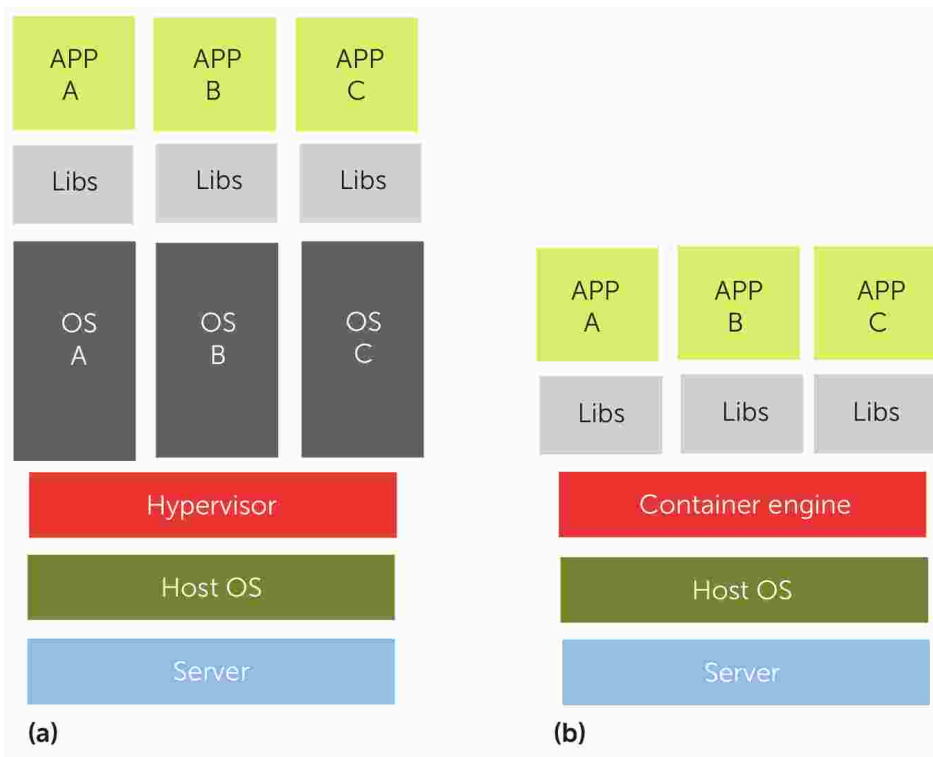 APP
A
APP
B
APP
C
Libs
Libs
Libs
OS
A
OS
B
OS
C
Hypervisor
Host OS
Server
(a)
APP
A
APP
B
APP
C
Libs
Libs
Libs
Container engine
Host OS
Server
(b)